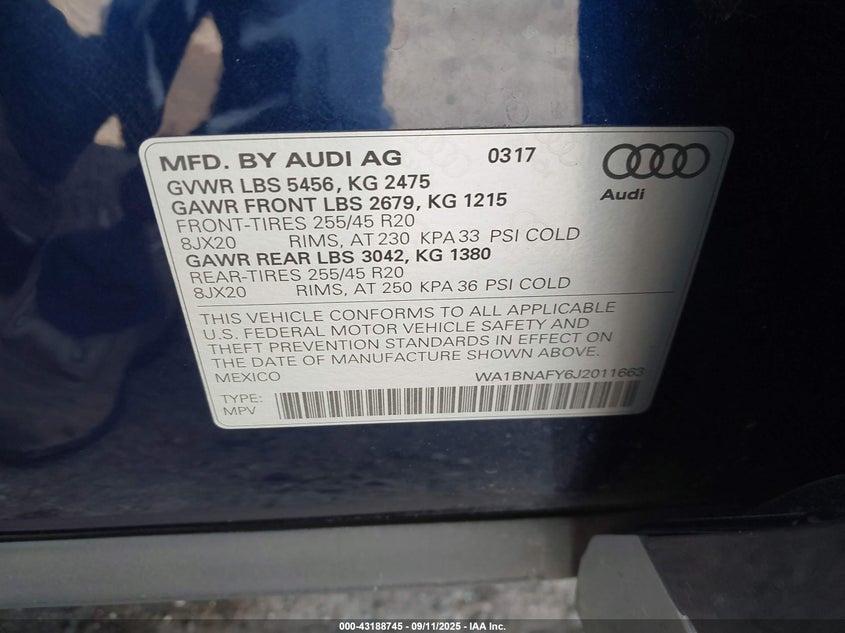 MFD. BY AUDI AG 0317
Audi
GVWR LBS 5456, KG 2475
GAWR FRONT LBS 2679, KG 1215
FRONT-TIRES 255/45 R20
8JX20 RIMS, AT 230 KPA 33 PSI COLD
GAWR REAR LBS 3042, KG 1380
REAR-TIRES 255/45 R20
8JX20 RIMS, AT 250 KPA 36 PSI COLD
THIS VEHICLE CONFORMS TO ALL APPLICABLE
U.S. FEDERAL MOTOR VEHICLE SAFETY AND
THEFT PREVENTION STANDARDS IN EFFECT ON
THE DATE OF MANUFACTURE SHOWN ABOVE.
MEXICO WA1BNAFY6J2011663
TYPE:
MPV
000-43188745 - 09/11/2025 - IAA Inc.